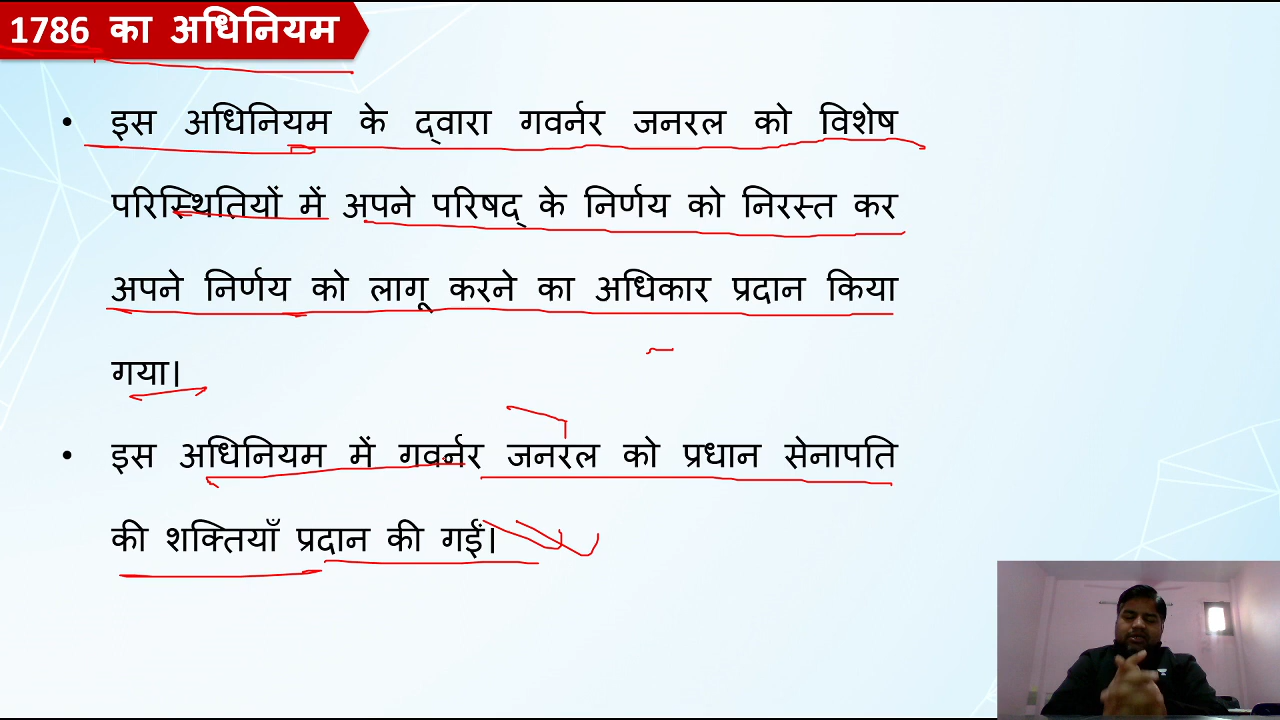 1786 का अधिनियम
• इस अधिनियम के द्वारा गवर्नर जनरल को विशेष
परिस्थितियों में अपने परिषद् के निर्णय को निरस्त कर
अपने निर्णय को लागू करने का अधिकार प्रदान किया
गया।
• इस अधिनियम में गवर्नर जनरल को प्रधान सेनापति
की शक्तियाँ प्रदान की गईं।